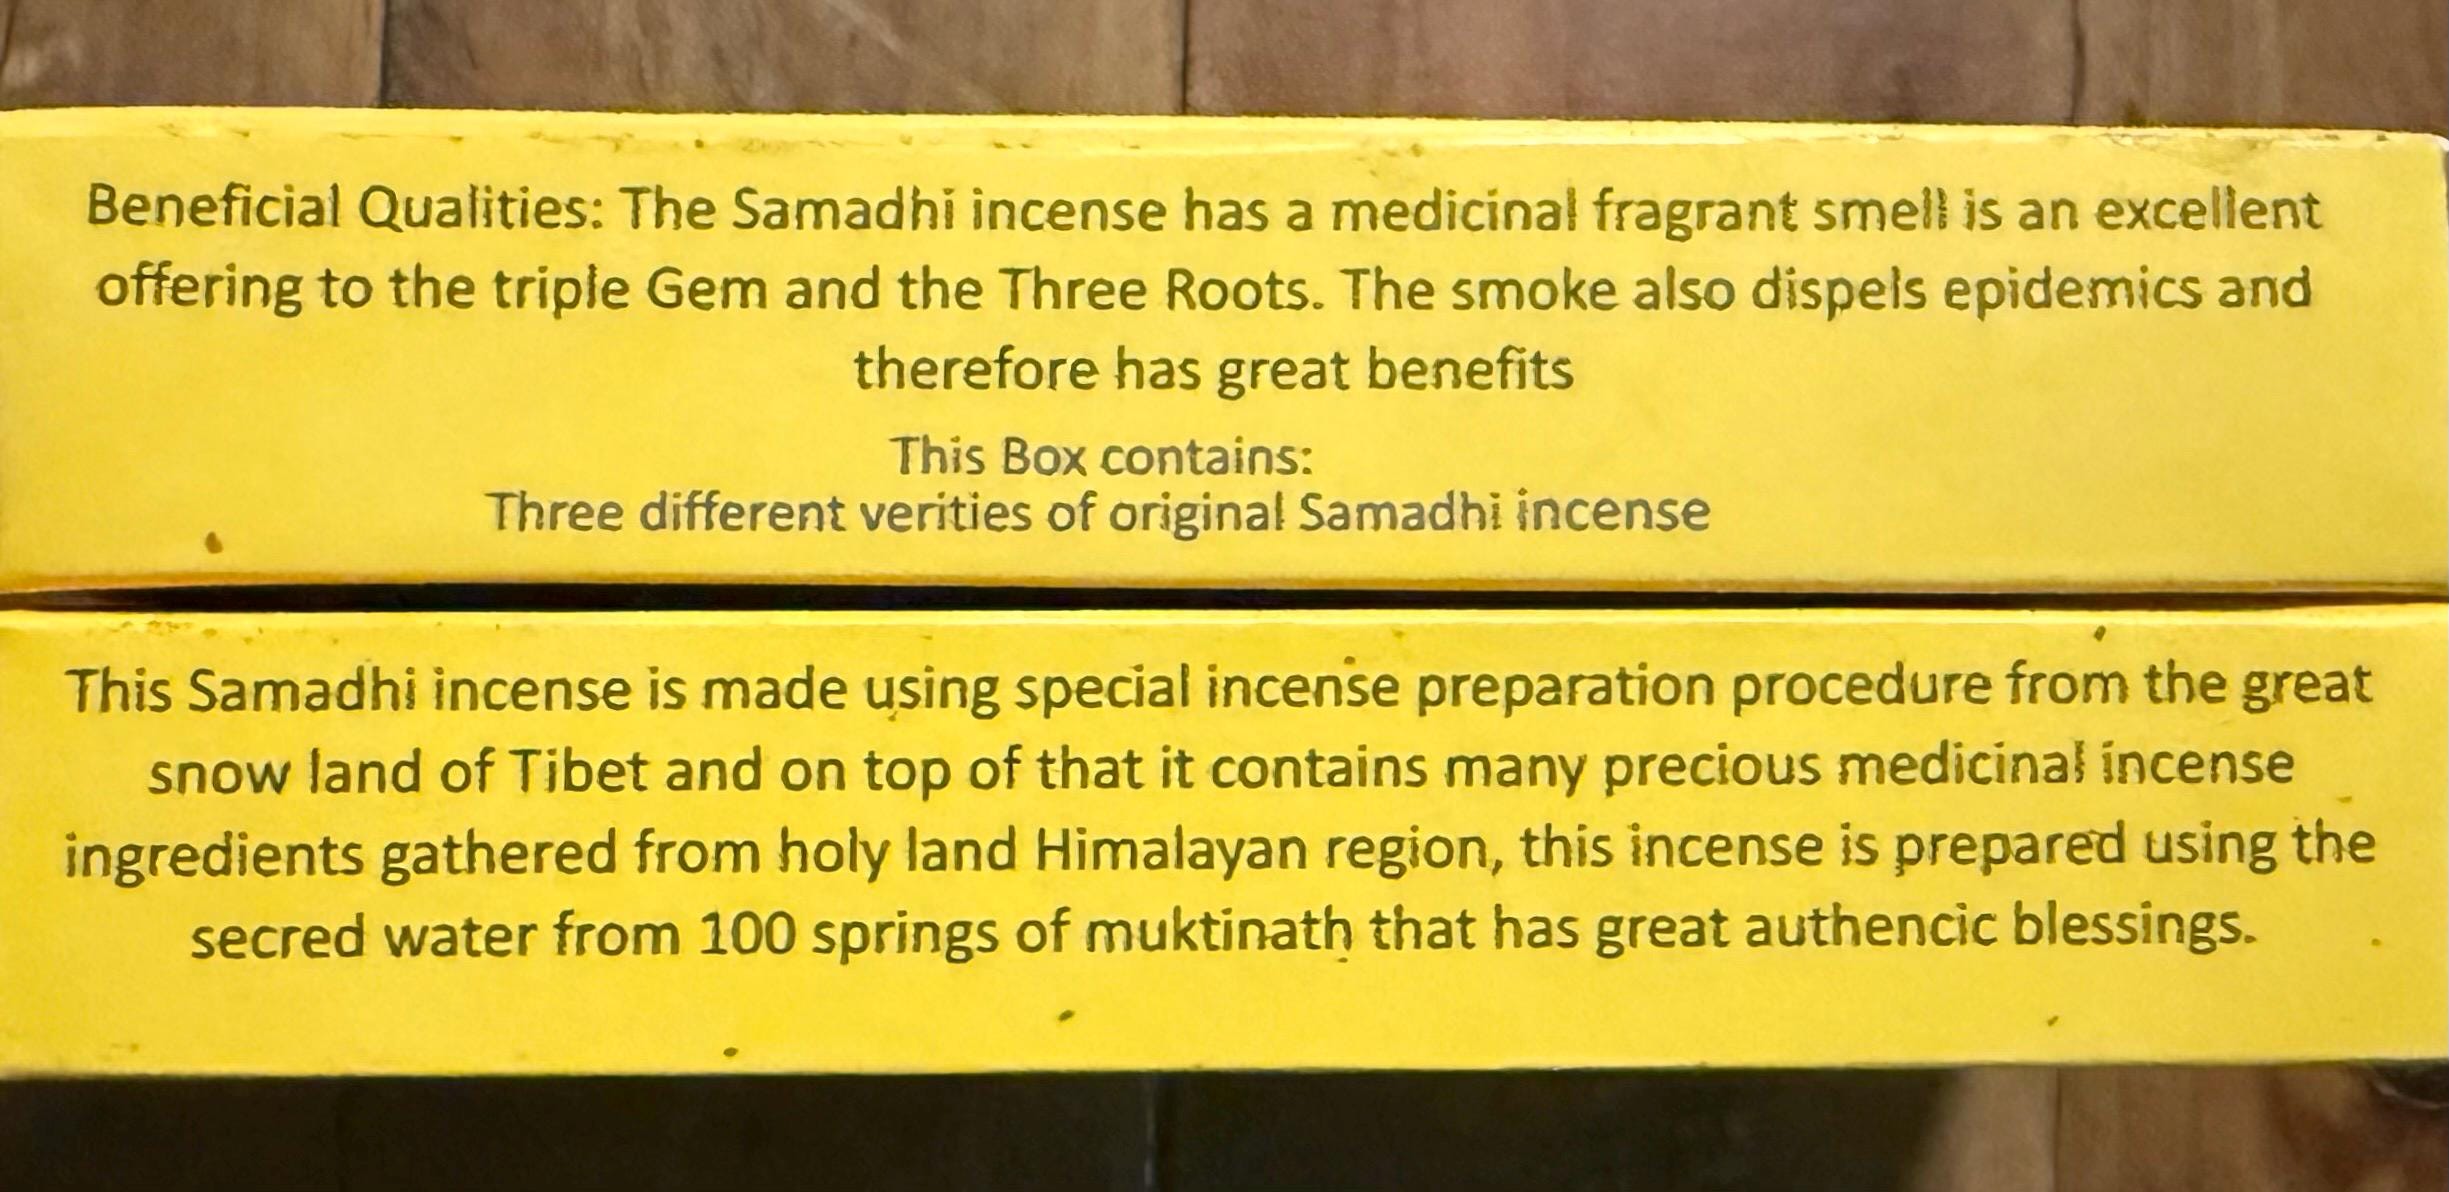 Beneficial Qualities: The Samadhi incense has a medicinal fragrant smell is an excellent
offering to the triple Gem and the Three Roots. The smoke also dispels epidemics and
therefore has great benefits
This Box contains:
Three different verities of original Samadhi incense
This Samadhi incense is made using special incense preparation procedure from the great
snow land of Tibet and on top of that it contains many precious medicinal incense
ingredients gathered from holy land Himalayan region, this incense is prepared using the
secred water from 100 springs of muktinath that has great authencic blessings.